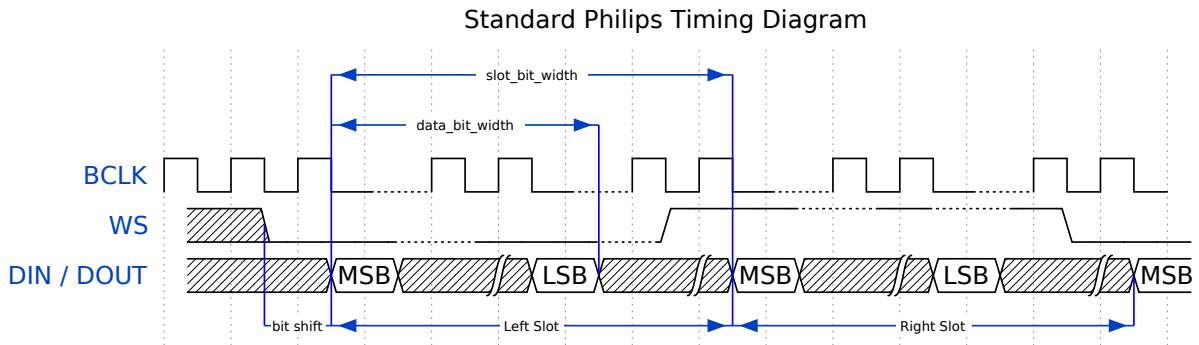 Standard Philips Timing Diagram
slot_bit_width
data_bit_width
BCLK
WS
DIN / DOUT
MSB
LSB
MSB
LSB
MSB
bit shift
Left Slot
Right Slot